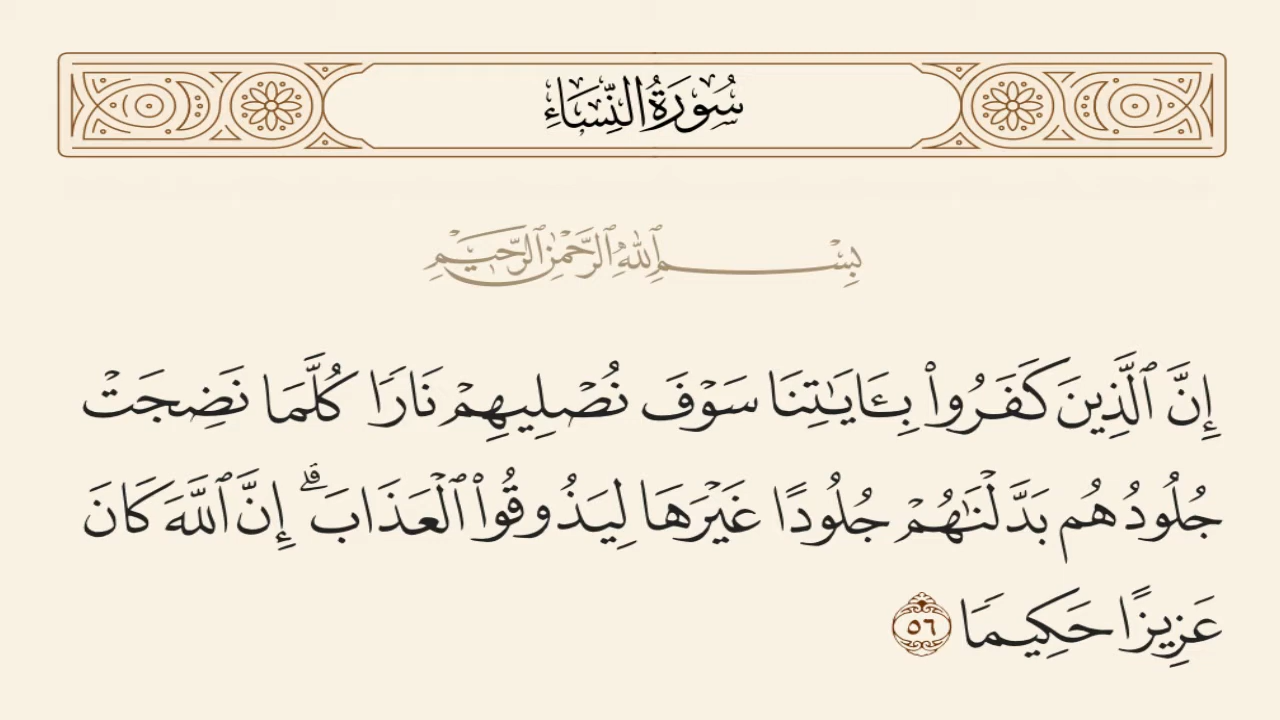 سُورَةُ النِّسَاءِ
بِسْمِ ٱللَّهِ ٱلرَّحْمَٰنِ ٱلرَّحِيمِ
إِنَّ ٱلَّذِينَ كَفَرُوا۟ بِـَٔايَٰتِنَا سَوْفَ نُصْلِيهِمْ نَارًا كُلَّمَا نَضِجَتْ
جُلُودُهُم بَدَّلْنَٰهُمْ جُلُودًا غَيْرَهَا لِيَذُوقُوا۟ ٱلْعَذَابَ ۗ إِنَّ ٱللَّهَ كَانَ
عَزِيزًا حَكِيمًا ٥٦